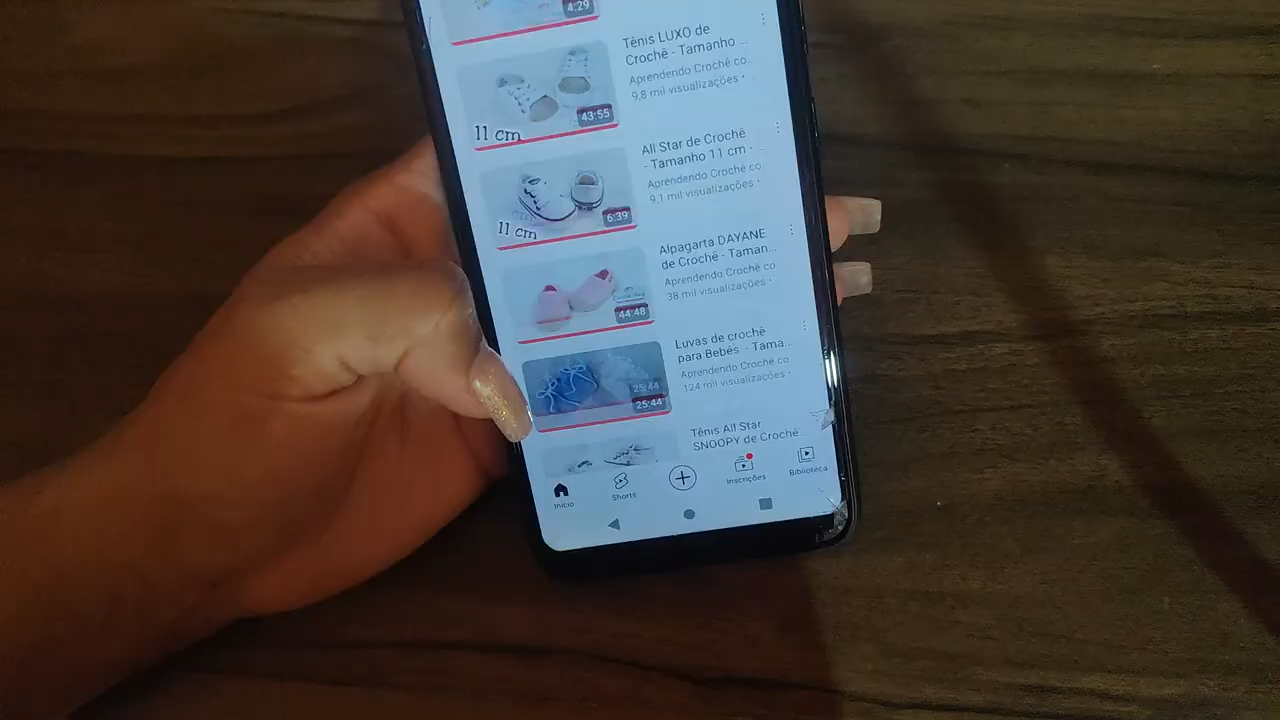 4:29
Tênis LUXO de
Crochê - Tamanho ...
Aprendendo Crochê co..
9,8 mil visualizações •
43:55
11 cm
All Star de Crochê
- Tamanho 11 cm - ...
Aprendendo Crochê co.
9,1 mil visualizações •
6:39
11 cm
Alpagarta DAYANE
de Crochê - Taman...
Aprendendo Crochê co
38 mil visualizações •
44:48
Luvas de crochê
para Bebês - Tama...
Aprendendo Crochê co
124 mil visualizações •
25:44
25:44
Tênis All Star
SNOOPY de Crochê..
Início
Shorts
Inscrições
Biblioteca